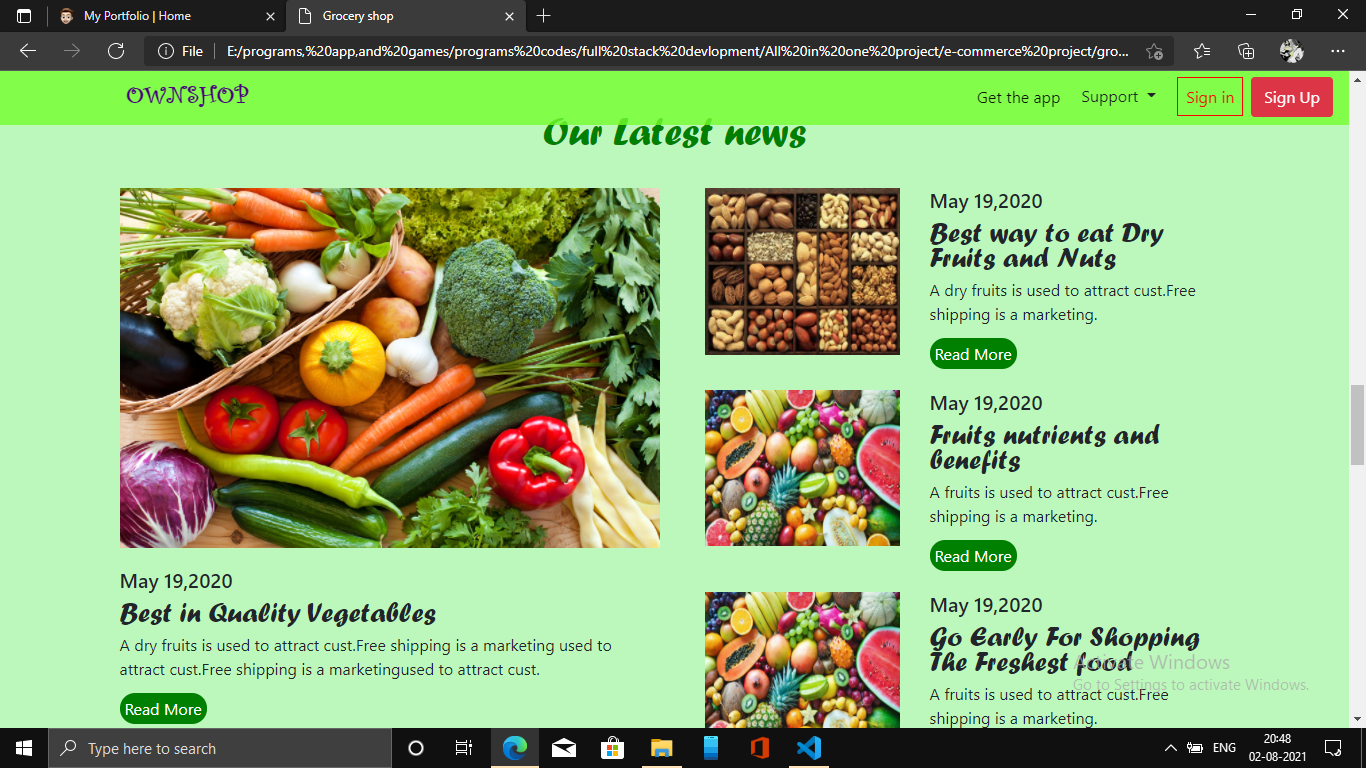 My Portfolio | Home
Grocery shop
File
E:/programs,%20app,and%20games/programs%20codes/full%20stack%20devlopment/All%20in%20one%20project/e-commerce%20project/gro...
OWNSHOP
Get the app
Support
Sign in
Sign Up
Our Latest news
May 19,2020
Best in Quality Vegetables
A dry fruits is used to attract cust.Free shipping is a marketing used to
attract cust.Free shipping is a marketingused to attract cust.
Read More
May 19,2020
Best way to eat Dry
Fruits and Nuts
A dry fruits is used to attract cust.Free
shipping is a marketing.
Read More
May 19,2020
Fruits nutrients and
benefits
A fruits is used to attract cust.Free
shipping is a marketing.
Read More
May 19,2020
Go Early For Shopping
The Freshest food
A fruits is used to attract cust.Free
shipping is a marketing.
Activate Windows
Go to Settings to activate Windows.
Type here to search
ENG
20:48
02-08-2021